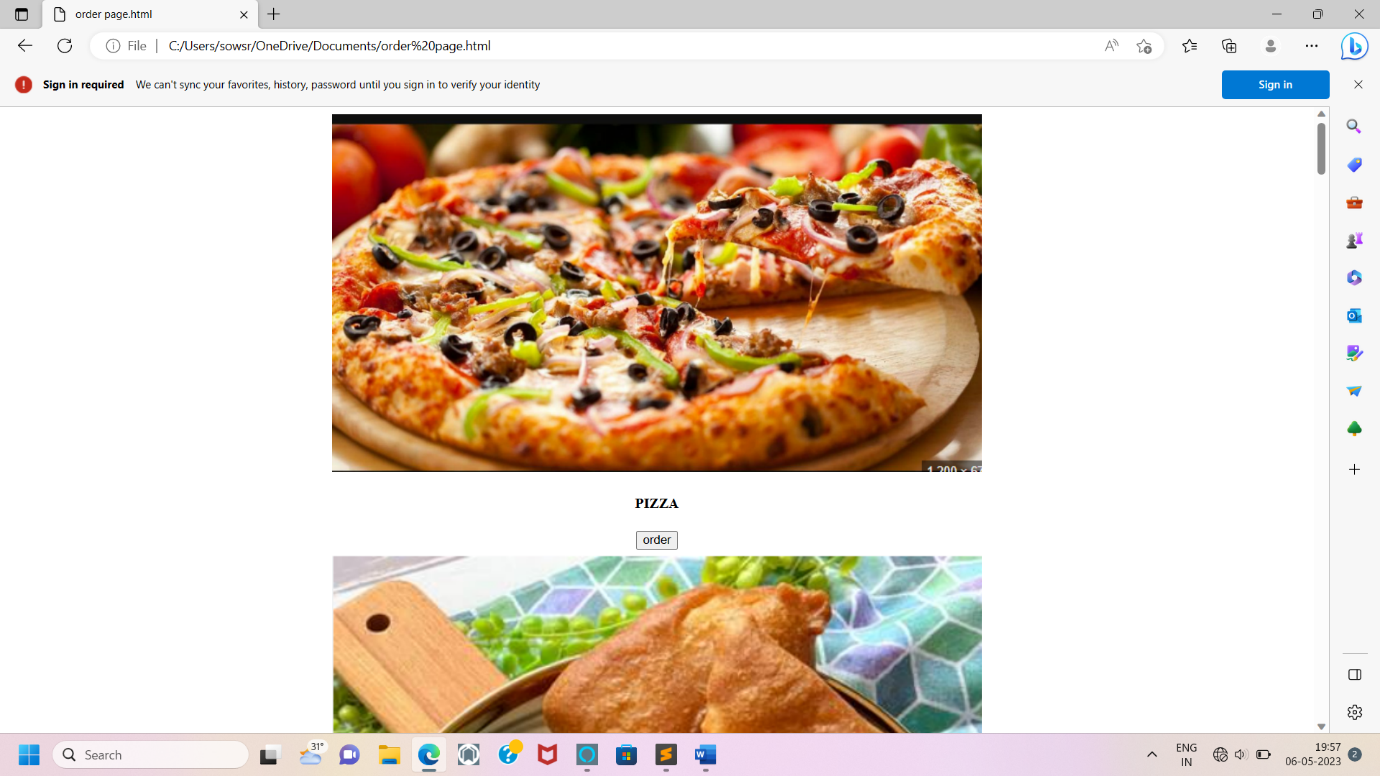 order page.html
File
C:/Users/sowsr/OneDrive/Documents/order%20page.html
Sign in required We can't sync your favorites, history, password until you sign in to verify your identity
Sign in
PIZZA
order
31°
Search
ENG
IN
19:57
06-05-2023
2